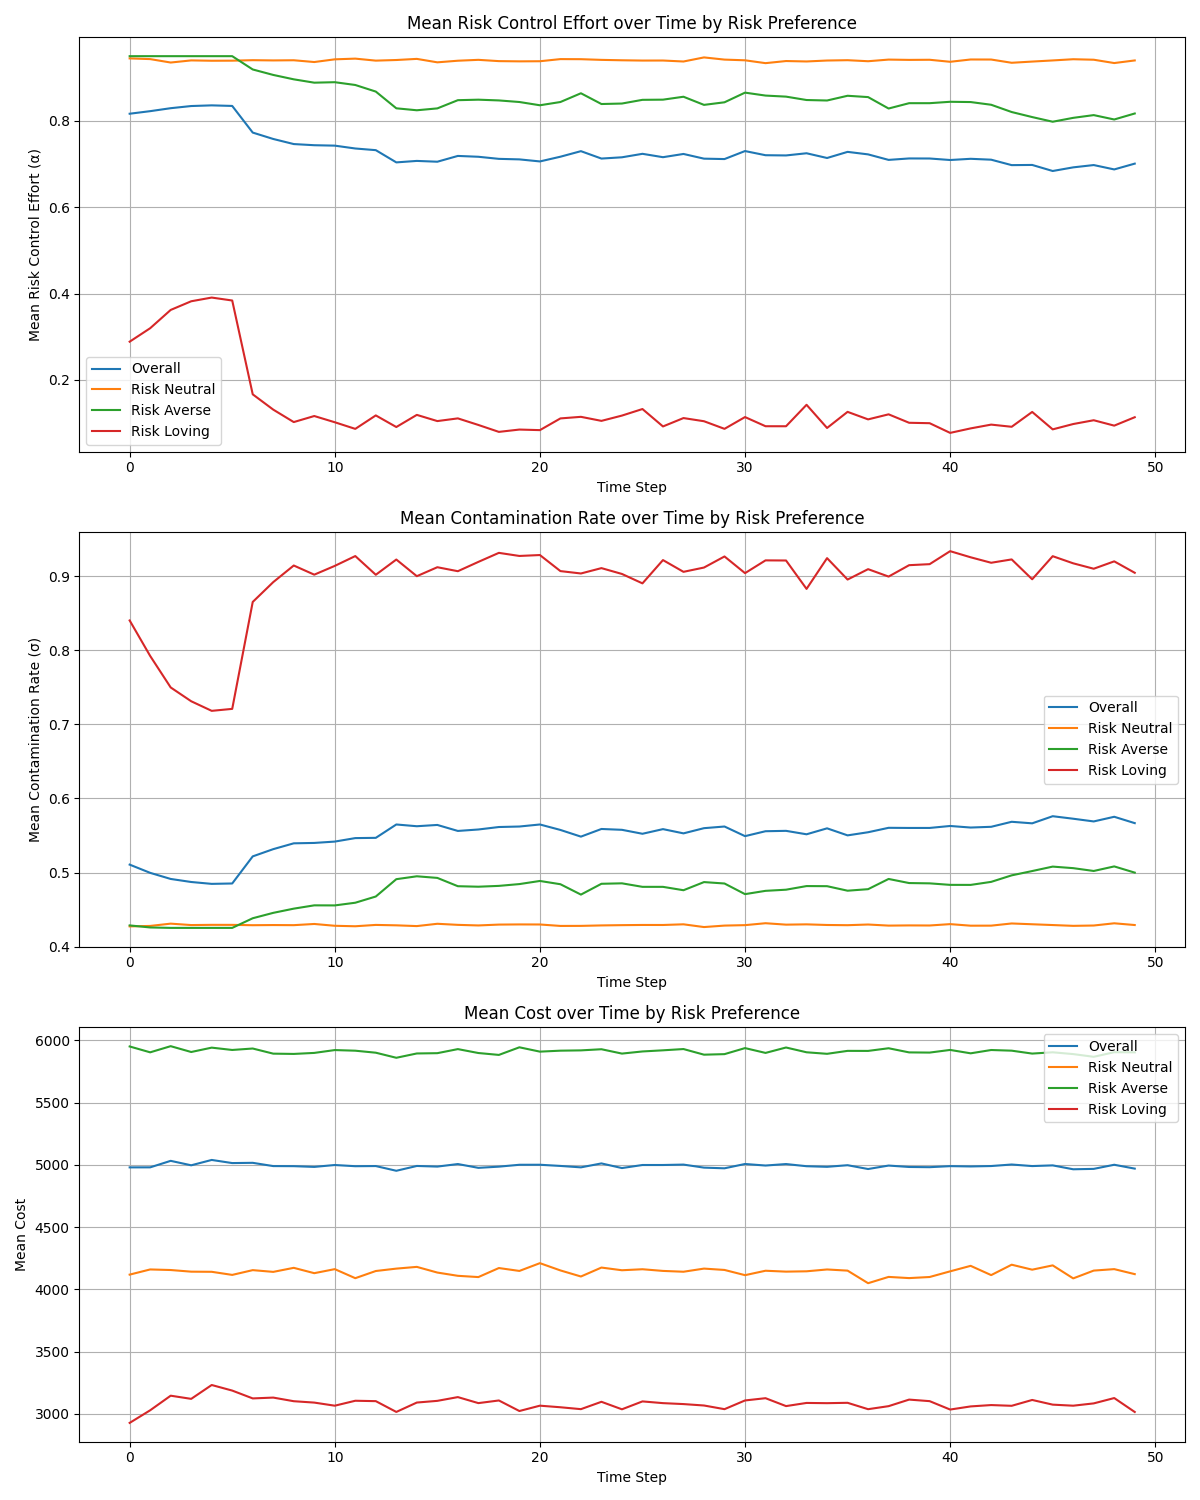 Mean Risk Control Effort over Time by Risk Preference
Mean Risk Control Effort (α)
0.8
0.6
0.4
0.2
Overall
Risk Neutral
Risk Averse
Risk Loving
0 10 20 30 40 50
Time Step
Mean Contamination Rate over Time by Risk Preference
Mean Contamination Rate (σ)
0.9
0.8
0.7
0.6
0.5
0.4
Overall
Risk Neutral
Risk Averse
Risk Loving
0 10 20 30 40 50
Time Step
Mean Cost over Time by Risk Preference
Mean Cost
6000
5500
5000
4500
4000
3500
3000
Overall
Risk Neutral
Risk Averse
Risk Loving
0 10 20 30 40 50
Time Step